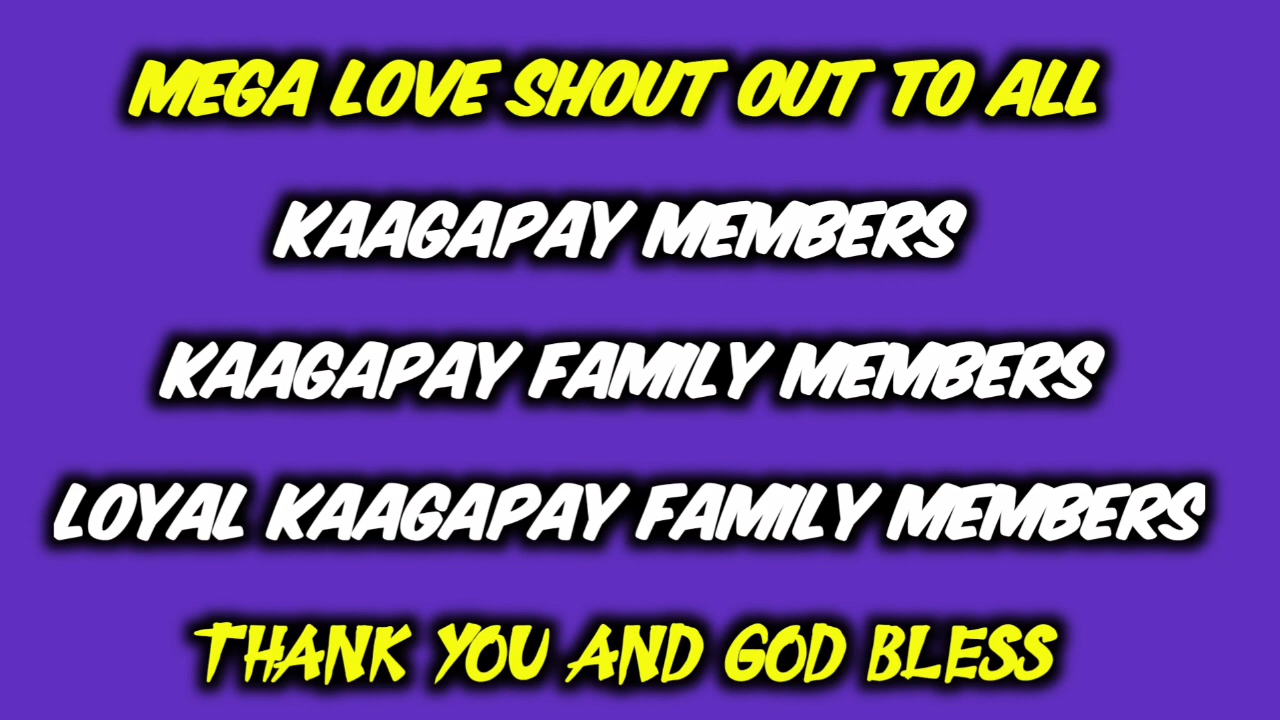 MEGA LOVE SHOUT OUT TO ALL
KAAGAPAY MEMBERS
KAAGAPAY FAMILY MEMBERS
LOYAL KAAGAPAY FAMILY MEMBERS
THANK YOU AND GOD BLESS